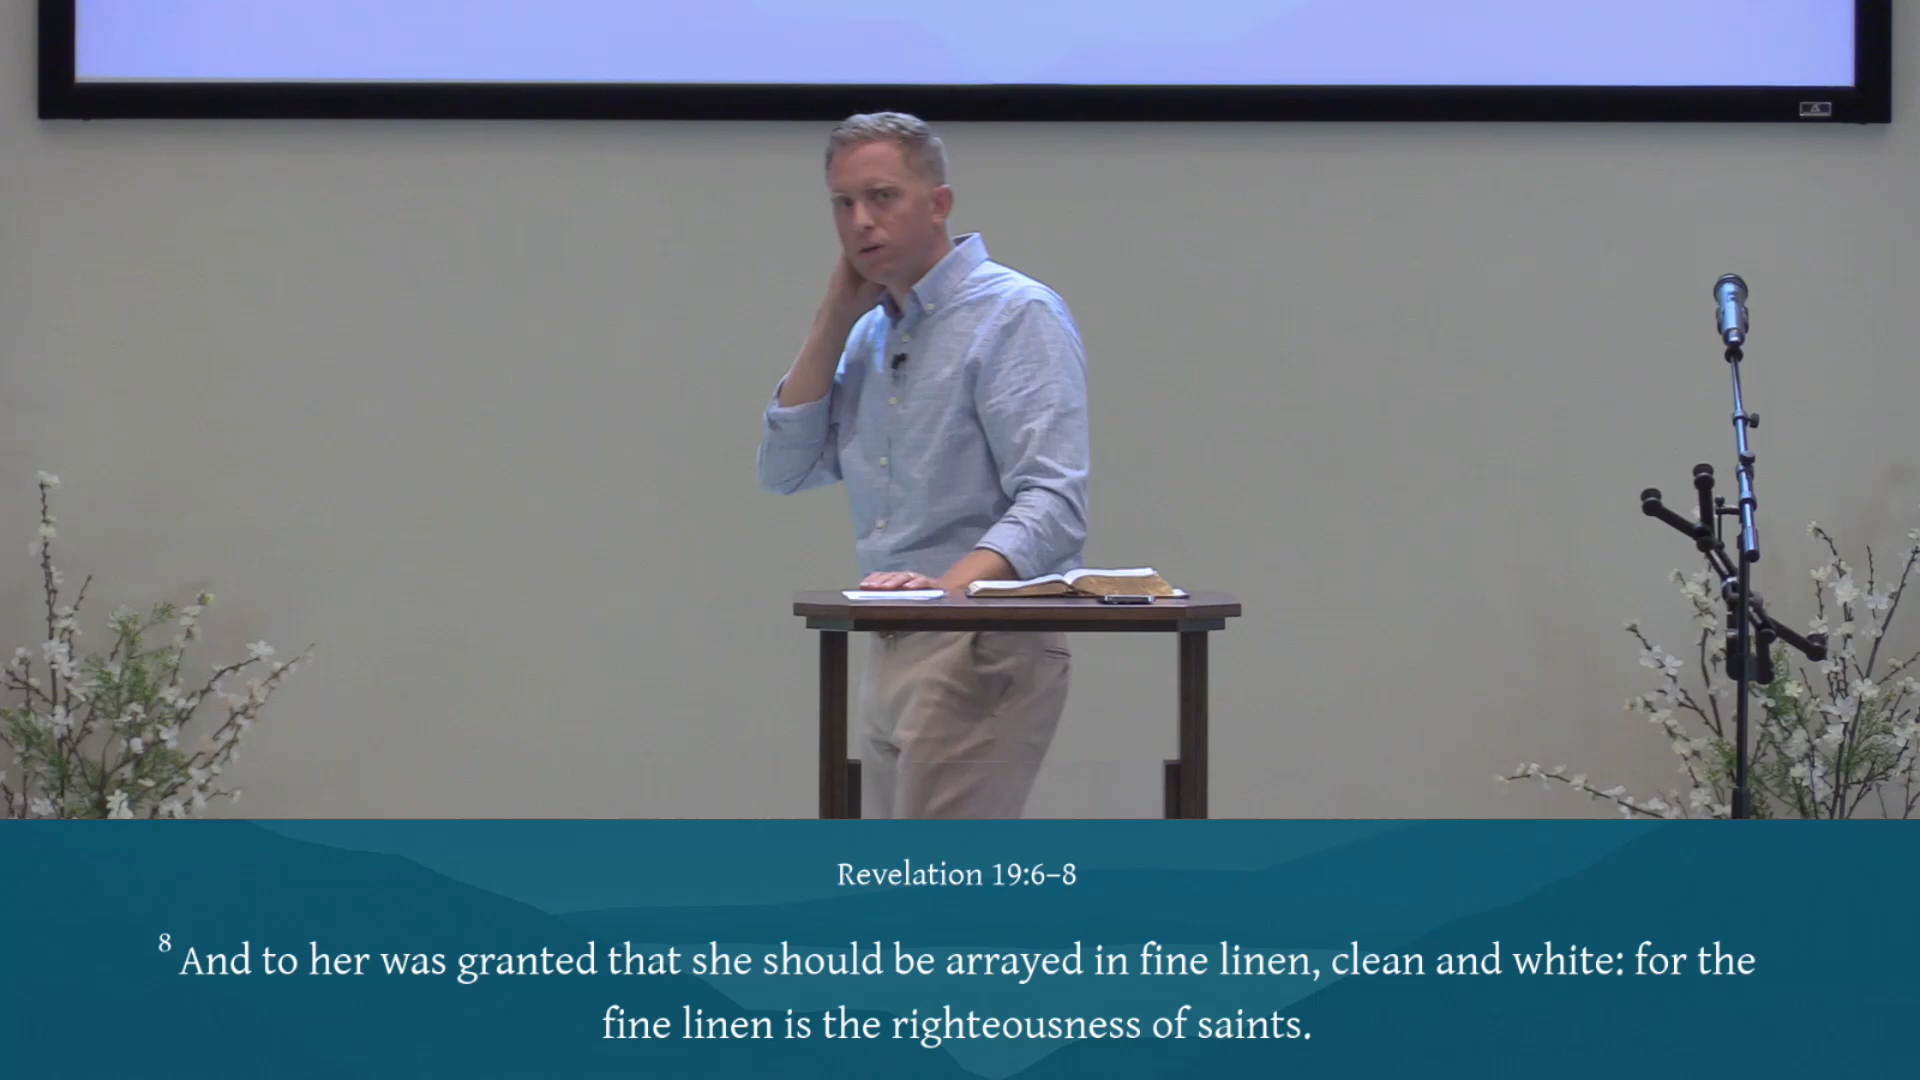 Revelation 19:6–8
8 And to her was granted that she should be arrayed in fine linen, clean and white: for the
fine linen is the righteousness of saints.